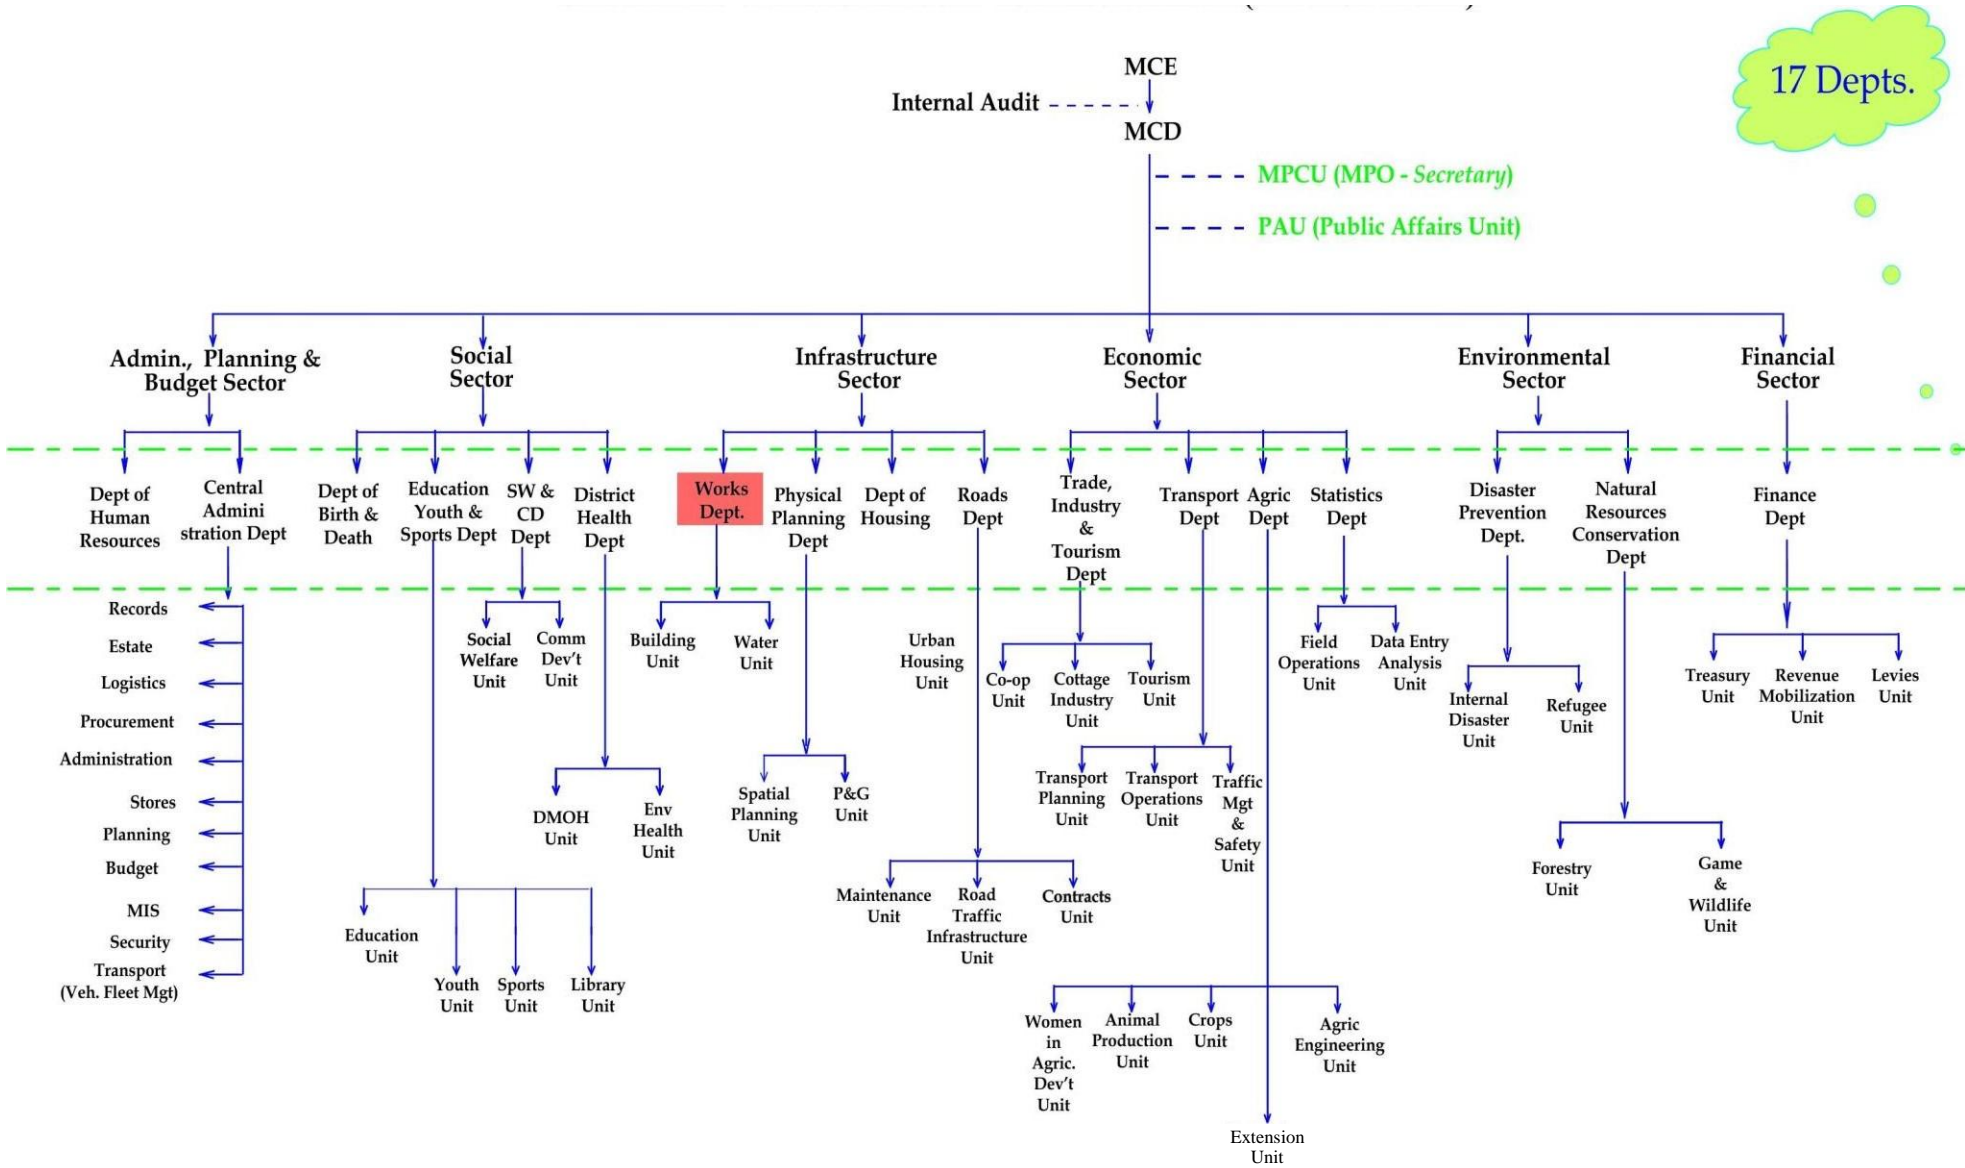 17 Depts.
MCE
Internal Audit
MCD
MPCU (MPO - Secretary)
PAU (Public Affairs Unit)
Admin., Planning &
Budget Sector
Social
Sector
Infrastructure
Sector
Economic
Sector
Environmental
Sector
Financial
Sector
Dept of
Human
Resources
Central
Admini
stration Dept
Dept of
Birth &
Death
Education
Youth &
Sports Dept
SW &
CD
Dept
District
Health
Dept
Works
Dept.
Physical
Planning
Dept
Dept of
Housing
Roads
Dept
Trade,
Industry
&
Tourism
Dept
Transport
Dept
Agric
Dept
Statistics
Dept
Disaster
Prevention
Dept.
Natural
Resources
Conservation
Dept
Finance
Dept
Records
Estate
Logistics
Procurement
Administration
Stores
Planning
Budget
MIS
Security
Transport
(Veh. Fleet Mgt)
Social
Welfare
Unit
Comm
Dev't
Unit
Building
Unit
Water
Unit
Urban
Housing
Unit
Co-op
Unit
Cottage
Industry
Unit
Tourism
Unit
Field
Operations
Unit
Data Entry
Analysis
Unit
Internal
Disaster
Unit
Refugee
Unit
Treasury
Unit
Revenue
Mobilization
Unit
Levies
Unit
DMOH
Unit
Env
Health
Unit
Spatial
Planning
Unit
P&G
Unit
Transport
Planning
Unit
Transport
Operations
Unit
Traffic
Mgt
&
Safety
Unit
Maintenance
Unit
Road
Traffic
Infrastructure
Unit
Contracts
Unit
Forestry
Unit
Game
&
Wildlife
Unit
Education
Unit
Youth
Unit
Sports
Unit
Library
Unit
Women
in
Agric.
Dev't
Unit
Animal
Production
Unit
Crops
Unit
Agric
Engineering
Unit
Extension
Unit